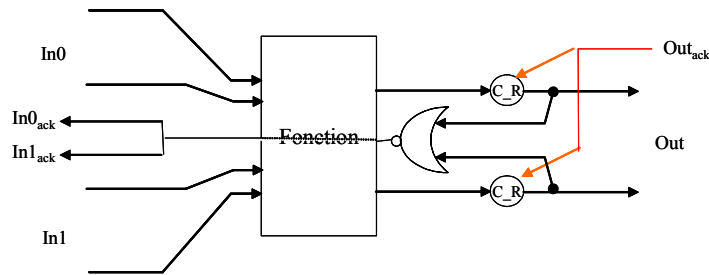 In0
In0ack
In1ack
In1
Fonction
C_R
C_R
Outack
Out